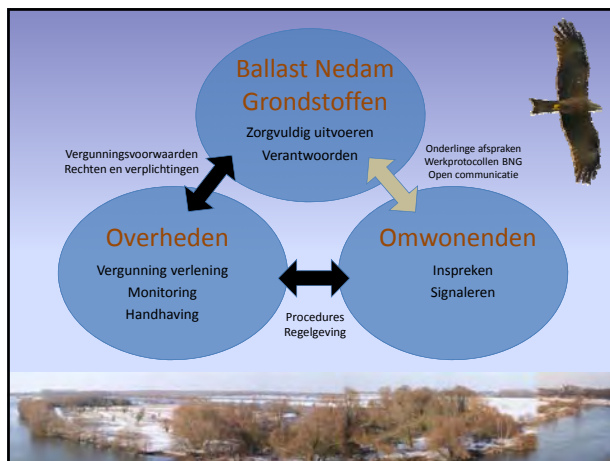 Ballast Nedam
Grondstoffen
Zorgvuldig uitvoeren
Verantwoorden
Vergunningsvoorwaarden
Rechten en verplichtingen
Onderlinge afspraken
Werkprotocollen BNG
Open communicatie
Overheden
Vergunning verlening
Monitoring
Handhaving
Omwonenden
Inspreken
Signaleren
Procedures
Regelgeving